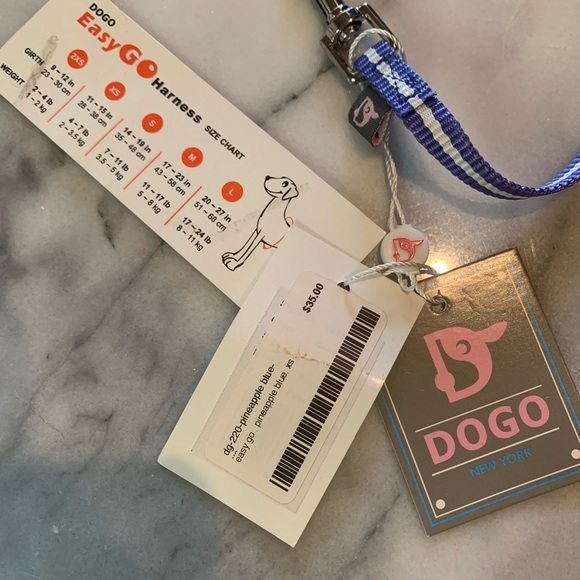 DOGO
EasyGO Harness SIZE CHART
GIRTH
WEIGHT
2XS
9 – 12 in
23 – 30 cm
2 – 4 lb
1 – 2 kg
XS
11 – 15 in
28 – 38 cm
4 – 7 lb
2 – 3.5 kg
S
14 – 19 in
35 – 48 cm
7 – 11 lb
3.5 – 5 kg
M
17 – 23 in
43 – 58 cm
11 – 17 lb
5 – 8 kg
L
20 – 27 in
51 – 68 cm
17 – 24 lb
8 – 11 kg
$35.00
dg-220-pineapple blue-
easy go . pineapple blue, xs
DOGO
NEW YORK